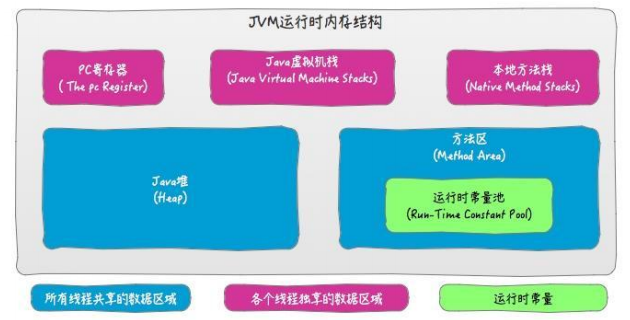 JVM运行时内存结构
PC寄存器
( The pc Register)
Java虚拟机栈
(Java Virtual Machine Stacks)
本地方法栈
(Native Method Stacks)
Java堆
(Heap)
方法区
(Method Area)
运行时常量池
(Run-Time Constant Pool)
所有线程共享的数据区域
各个线程独享的数据区域
运行时常量